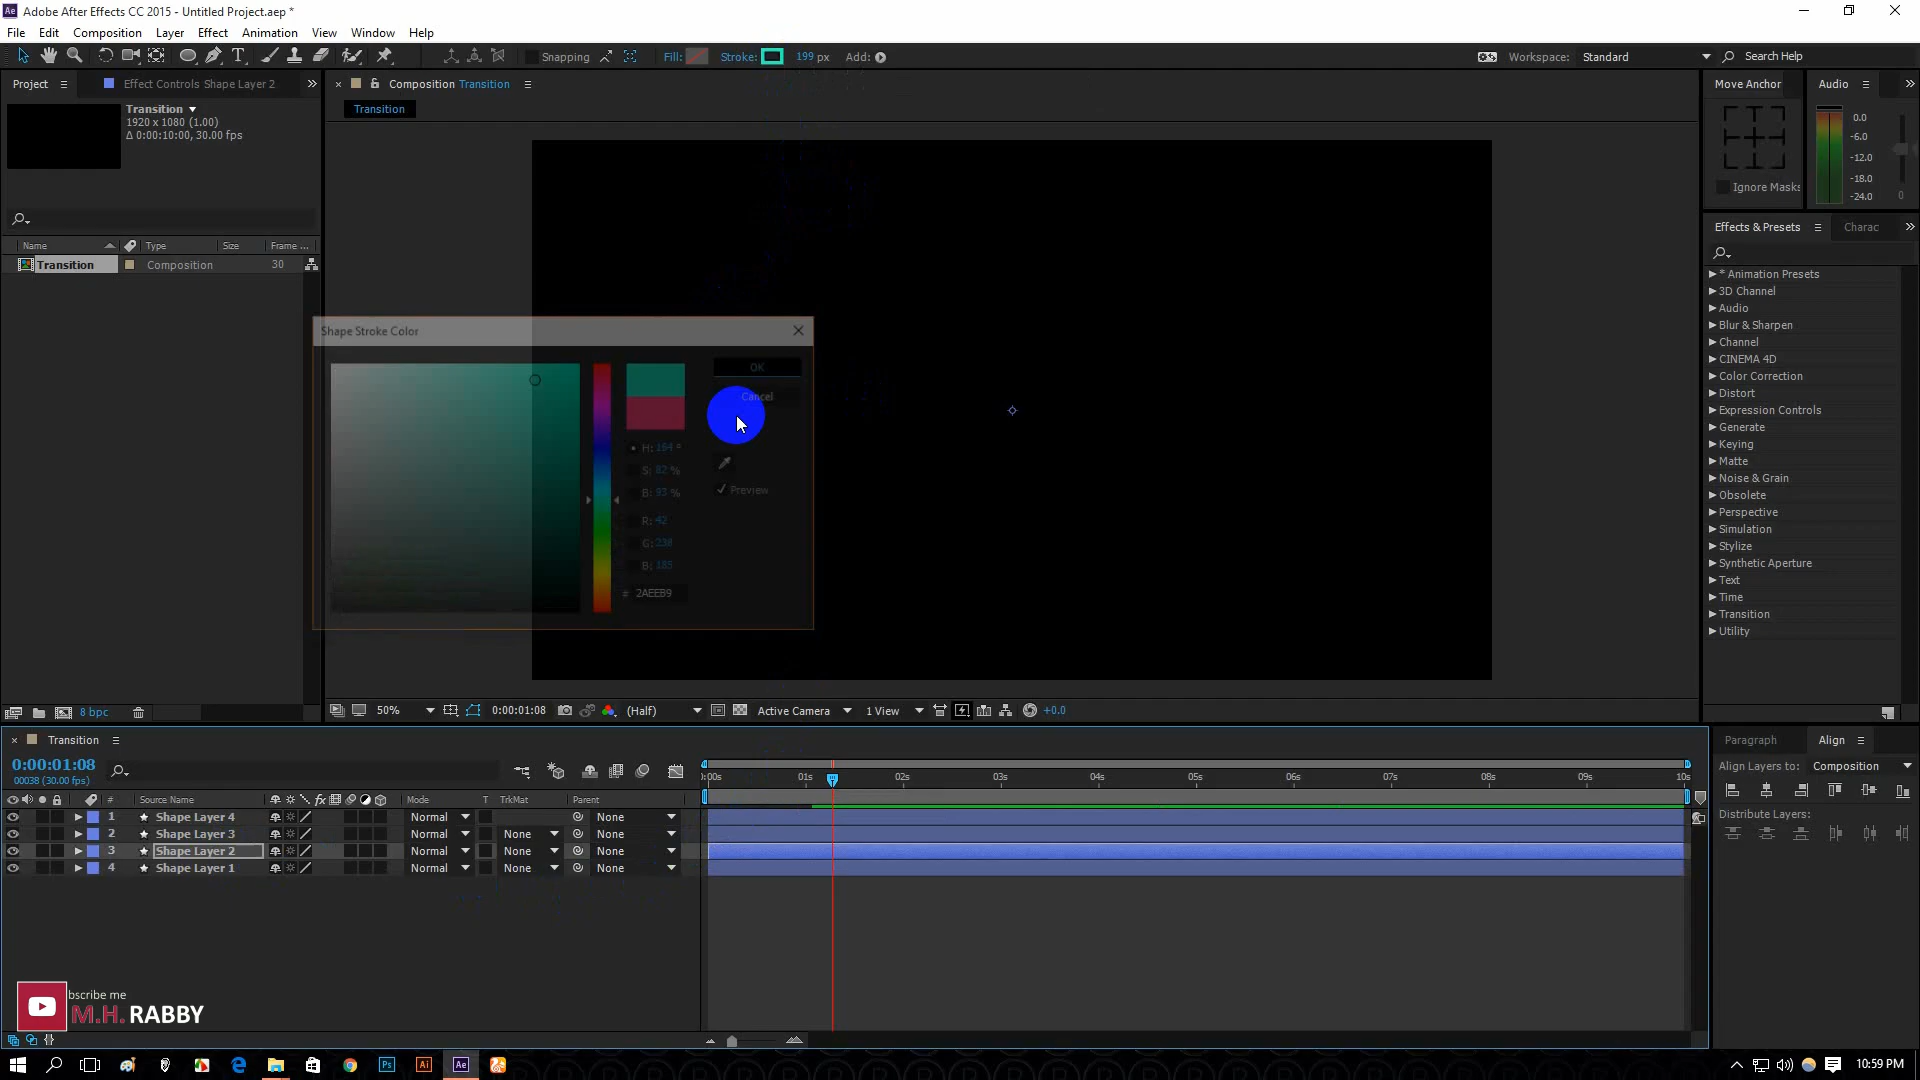 Adobe After Effects CC 2015 - Untitled Project.aep *
File Edit Composition Layer Effect Animation View Window Help
Snapping Fill: Stroke: 199 px Add: Workspace: Standard Search Help
Project Effect Controls Shape Layer 2
Composition Transition
Transition
Transition
1920 x 1080 (1.00)
Δ 0:00:10:00, 30.00 fps
Name Type Size Frame ...
Transition Composition 30
8 bpc
Shape Stroke Color
OK
Cancel
H: 164 °
S: 82 %
B: 93 %
Preview
R: 42
G: 238
B: 185
# 2AEEB9
50% 0:00:01:08 (Half) Active Camera 1 View +0.0
Move Anchor Audio
0.0
-6.0
-12.0
-18.0
-24.0
0
Ignore Masks
Effects & Presets Charac
* Animation Presets
3D Channel
Audio
Blur & Sharpen
Channel
CINEMA 4D
Color Correction
Distort
Expression Controls
Generate
Keying
Matte
Noise & Grain
Obsolete
Perspective
Simulation
Stylize
Synthetic Aperture
Text
Time
Transition
Utility
Transition
0:00:01:08
00038 (30.00 fps)
:00s 01s 02s 03s 04s 05s 06s 07s 08s 09s 10s
# Source Name Mode T TrkMat Parent
1 Shape Layer 4 Normal None
2 Shape Layer 3 Normal None None
3 Shape Layer 2 Normal None None
4 Shape Layer 1 Normal None None
Paragraph Align
Align Layers to: Composition
Distribute Layers:
bscribe me
M.H. RABBY
Ps Ai Ae
10:59 PM